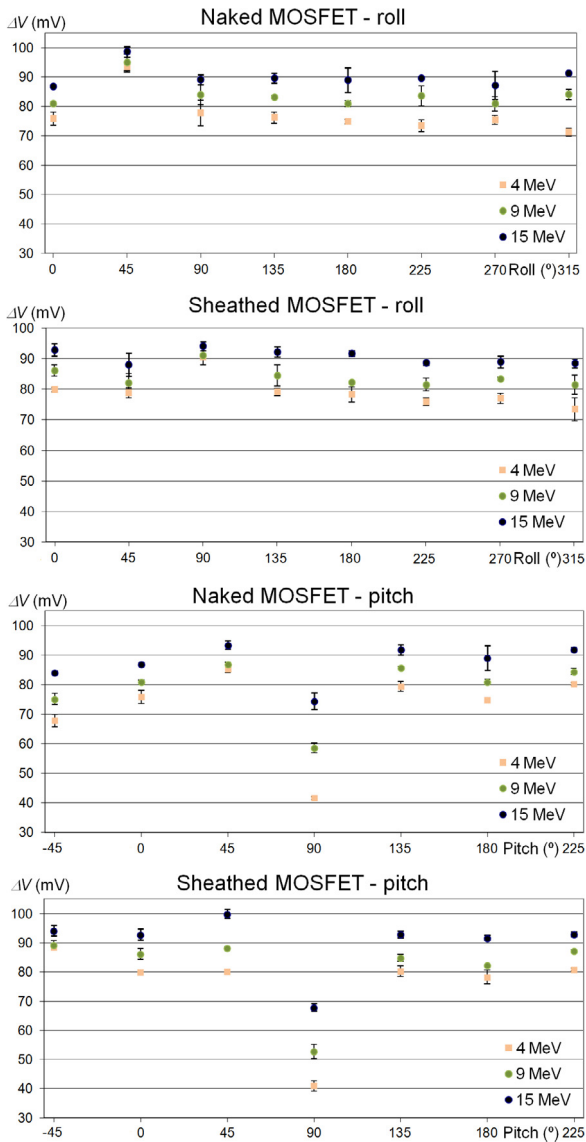 Naked MOSFET - roll
ΔV (mV)
100
90
80
70
60
50
40
30
4 MeV
9 MeV
15 MeV
0 45 90 135 180 225 270 Roll (º) 315
Sheathed MOSFET - roll
ΔV (mV)
100
90
80
70
60
50
40
30
4 MeV
9 MeV
15 MeV
0 45 90 135 180 225 270 Roll (º) 315
Naked MOSFET - pitch
ΔV (mV)
100
90
80
70
60
50
40
30
4 MeV
9 MeV
15 MeV
-45 0 45 90 135 180 Pitch (º) 225
Sheathed MOSFET - pitch
ΔV (mV)
100
90
80
70
60
50
40
30
4 MeV
9 MeV
15 MeV
-45 0 45 90 135 180 Pitch (º) 225